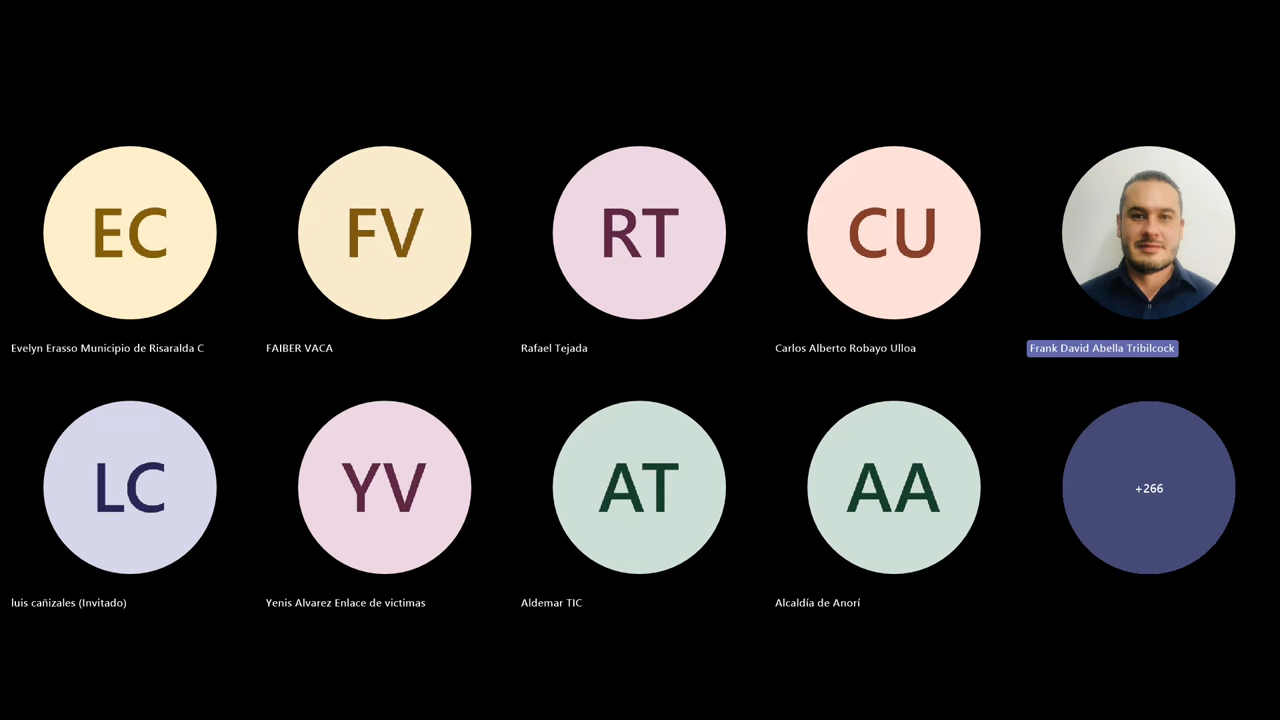 EC
FV
RT
CU
Evelyn Erasso Municipio de Risaralda C
FAIBER VACA
Rafael Tejada
Carlos Alberto Robayo Ulloa
Frank David Abella Tribilcock
LC
YV
AT
AA
+266
luis cañizales (Invitado)
Yenis Alvarez Enlace de victimas
Aldemar TIC
Alcaldía de Anorí